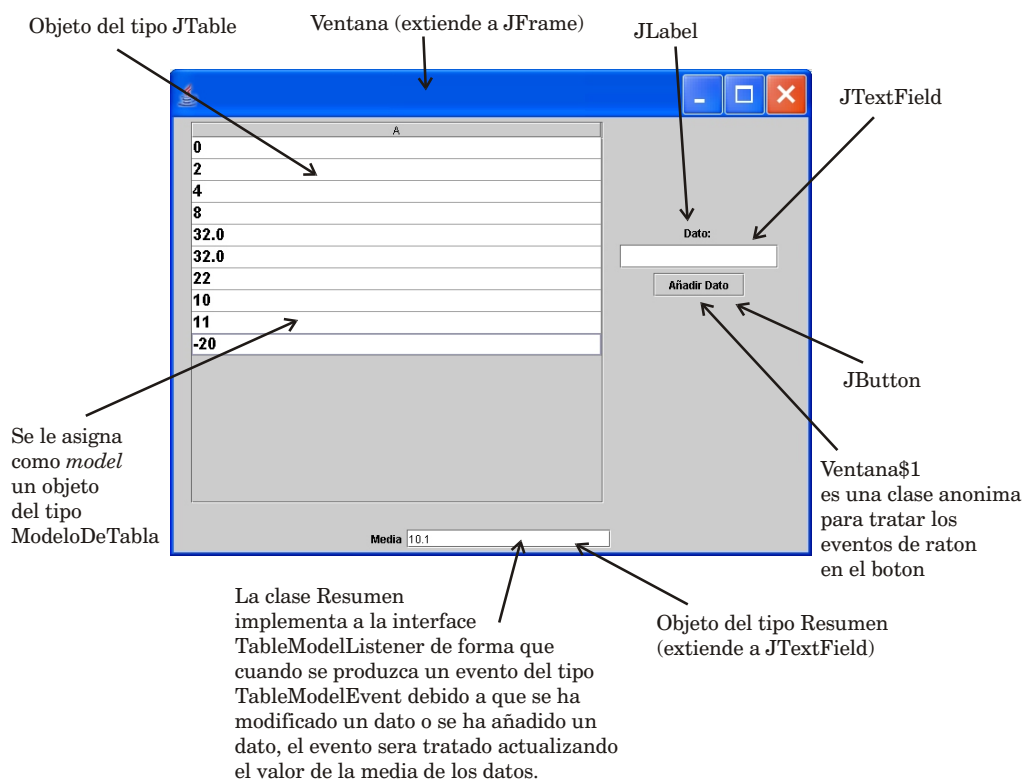 Objeto del tipo JTable
Ventana (extiende a JFrame)
JLabel
JTextField
A
0
2
4
8
32.0
32.0
22
10
11
-20
Dato:
Añadir Dato
JButton
Se le asigna
como model
un objeto
del tipo
ModeloDeTabla
Ventana$1
es una clase anonima
para tratar los
eventos de raton
en el boton
Media 10.1
La clase Resumen
implementa a la interface
TableModelListener de forma que
cuando se produzca un evento del tipo
TableModelEvent debido a que se ha
modificado un dato o se ha añadido un
dato, el evento sera tratado actualizando
el valor de la media de los datos.
Objeto del tipo Resumen
(extiende a JTextField)